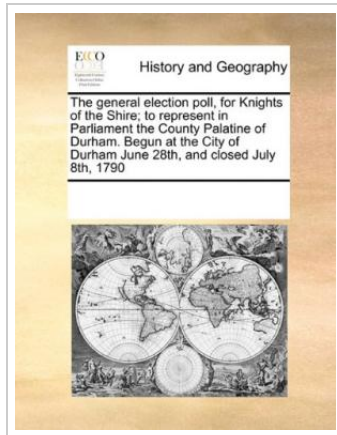 ECCO
History and Geography
The general election poll, for Knights
of the Shire; to represent in
Parliament the County Palatine of
Durham. Begun at the City of
Durham June 28th, and closed July
8th, 1790